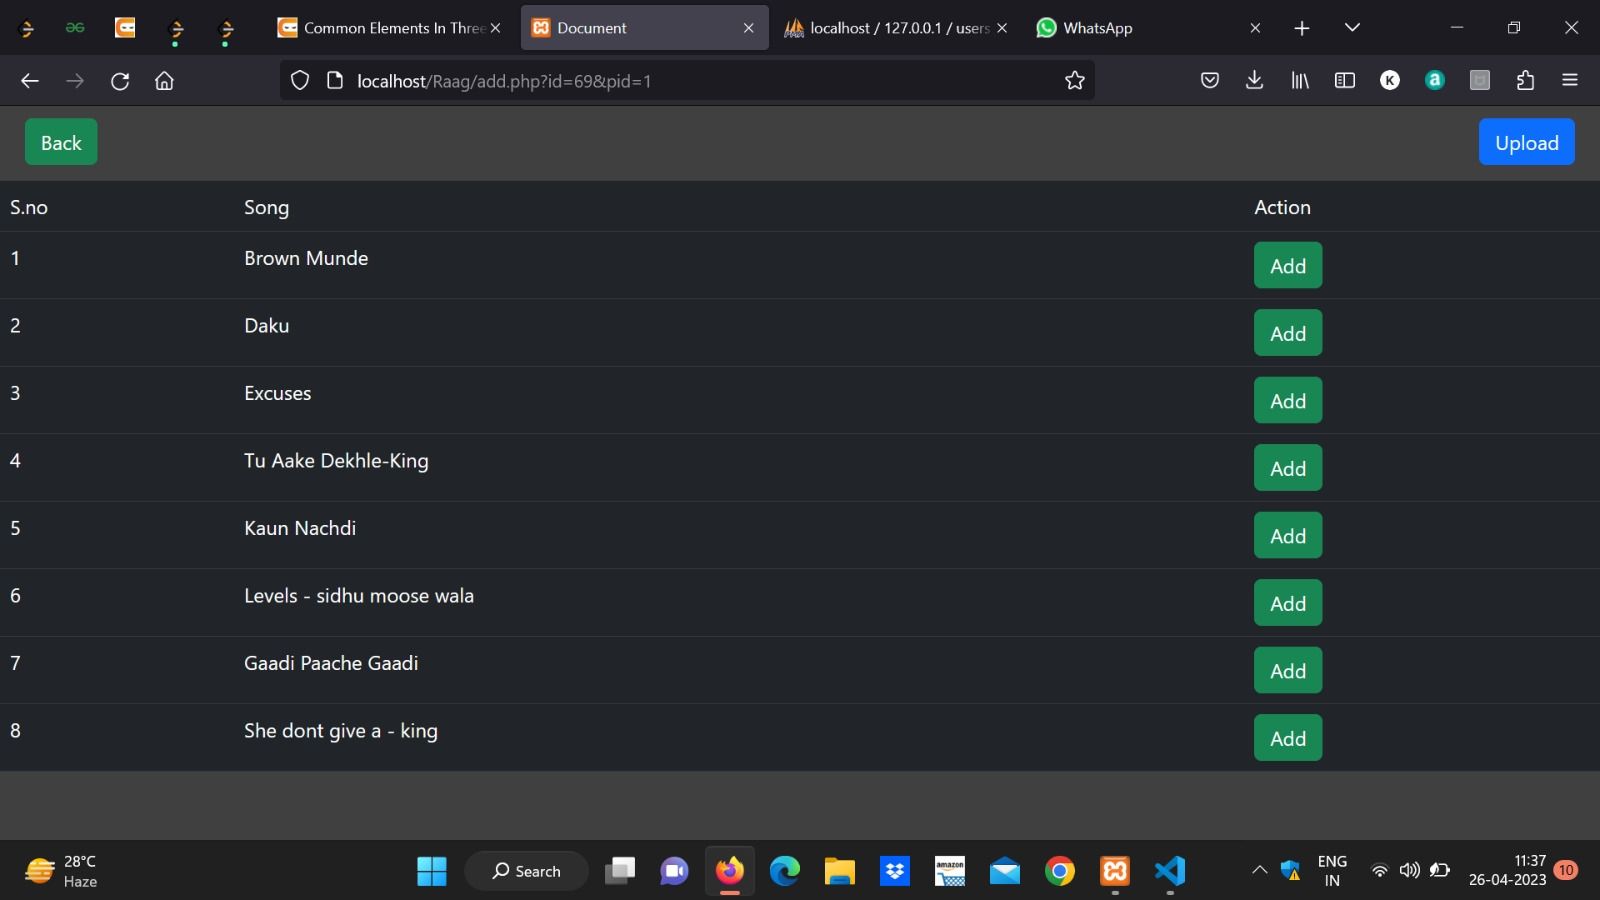 Common Elements In Three
Document
localhost / 127.0.0.1 / users
WhatsApp
localhost/Raag/add.php?id=69&pid=1
K
a
Back
Upload
S.no Song Action
1 Brown Munde Add
2 Daku Add
3 Excuses Add
4 Tu Aake Dekhle-King Add
5 Kaun Nachdi Add
6 Levels - sidhu moose wala Add
7 Gaadi Paache Gaadi Add
8 She dont give a - king Add
28°C
Haze
Search
amazon
ENG
IN
11:37
26-04-2023
10